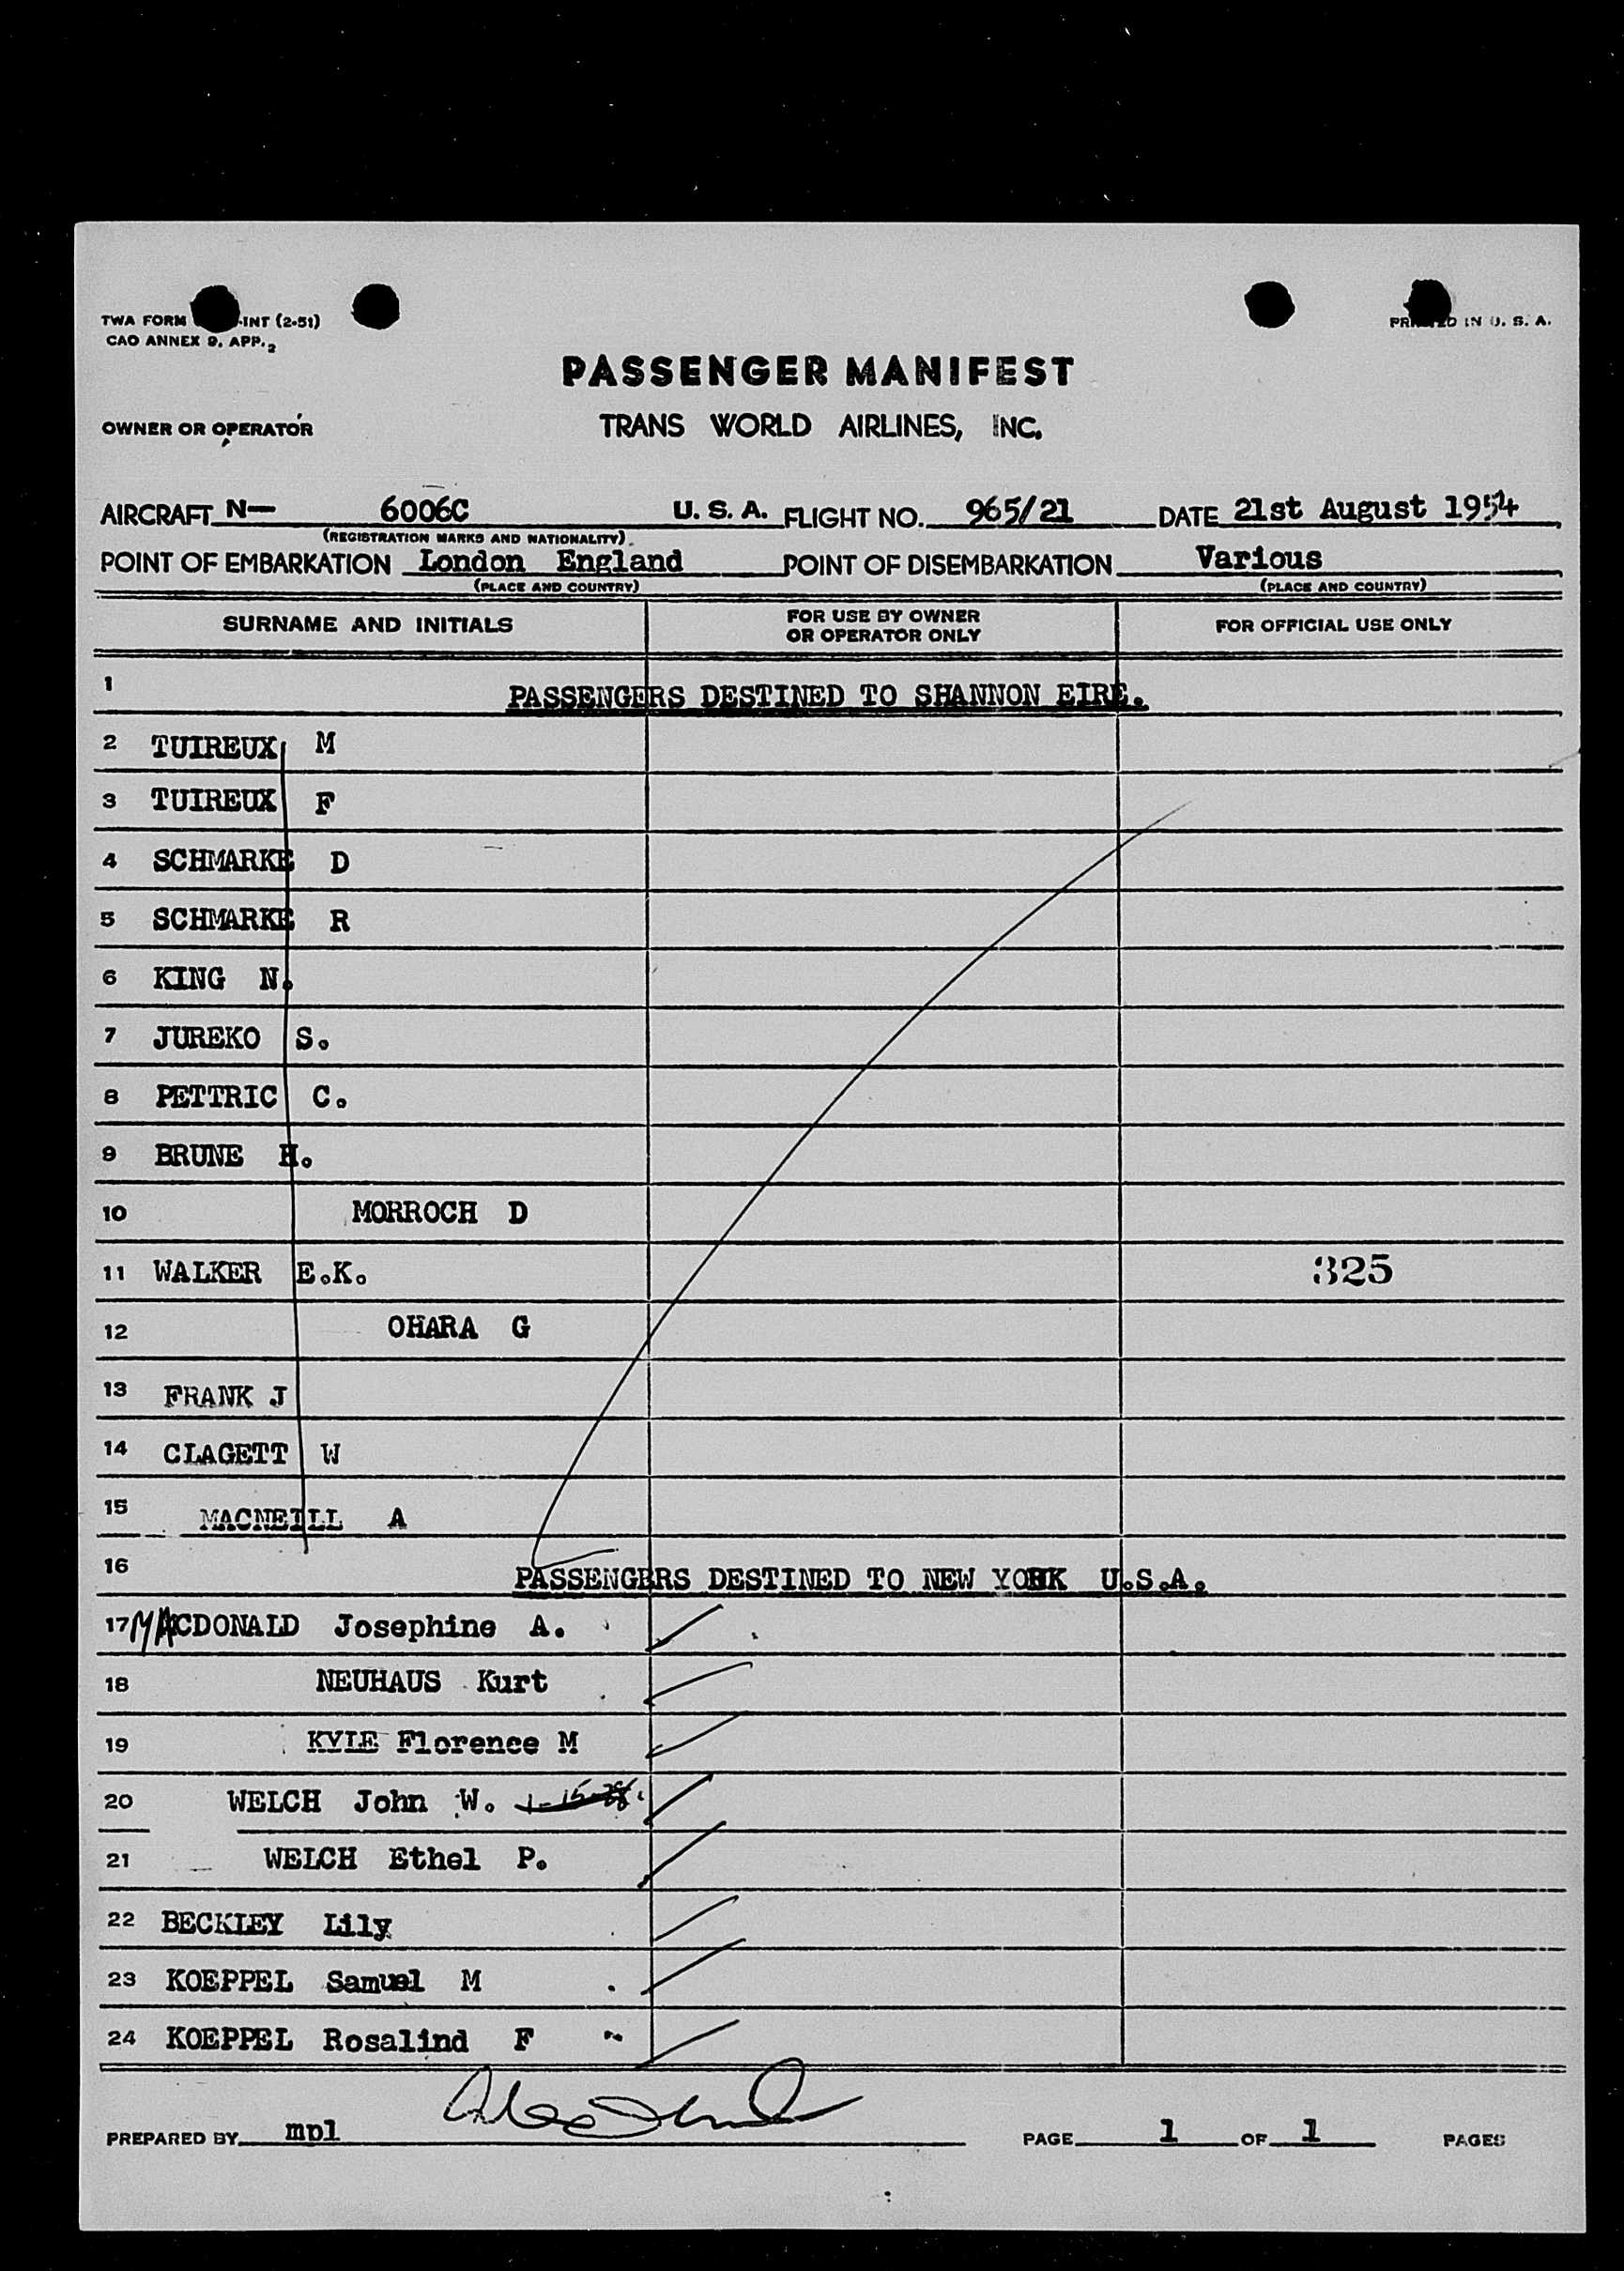 TWA FORM -INT (2-51)
CAO ANNEX 9, APP. 2
IN U. S. A.
PASSENGER MANIFEST
OWNER OR OPERATOR TRANS WORLD AIRLINES, INC.
AIRCRAFT N— 6006C U. S. A. FLIGHT NO. 965/21 DATE 21st August 1954
(REGISTRATION MARKS AND NATIONALITY)
POINT OF EMBARKATION London England POINT OF DISEMBARKATION Various
(PLACE AND COUNTRY) (PLACE AND COUNTRY)
SURNAME AND INITIALS FOR USE BY OWNER OR OPERATOR ONLY FOR OFFICIAL USE ONLY
1 PASSENGERS DESTINED TO SHANNON EIRE.
2 TUIREUX M
3 TUIREUX F
4 SCHMARKE D
5 SCHMARKE R
6 KING N.
7 JUREKO S.
8 PETTRIC C.
9 BRUNE H.
10 MORROCH D
11 WALKER E.K. 325
12 OHARA G
13 FRANK J
14 CLAGETT W
15 MACNEILL A
16 PASSENGERS DESTINED TO NEW YORK U.S.A.
17 MACDONALD Josephine A.
18 NEUHAUS Kurt
19 KYLE Florence M
20 WELCH John W.
21 WELCH Ethel P.
22 BECKLEY Lily
23 KOEPPEL Samuel M
24 KOEPPEL Rosalind F
PREPARED BY mpl PAGE 1 OF 1 PAGES